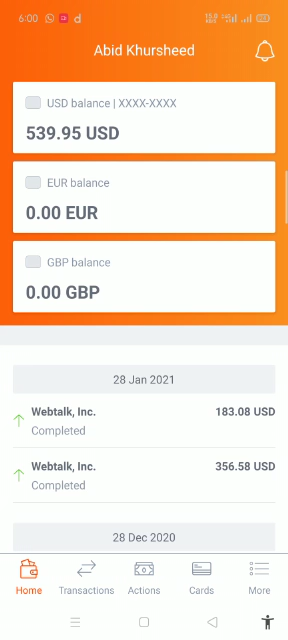 6:00
Abid Khursheed
USD balance | XXXX-XXXX
539.95 USD
EUR balance
0.00 EUR
GBP balance
0.00 GBP
28 Jan 2021
Webtalk, Inc. 183.08 USD
Completed
Webtalk, Inc. 356.58 USD
Completed
28 Dec 2020
Home Transactions Actions Cards More